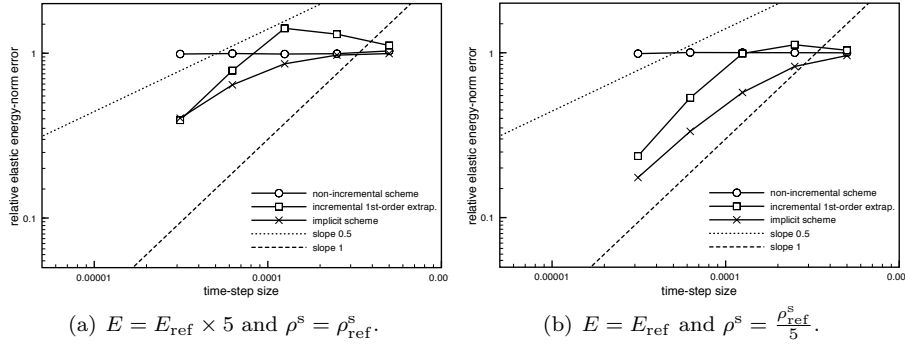 relative elastic energy-norm error
1
0.1
non-incremental scheme
incremental 1st-order extrap.
implicit scheme
slope 0.5
slope 1
0.00001
0.0001
0.00
time-step size
(a) E = E_ref × 5 and ρ^s = ρ^s_ref.
relative elastic energy-norm error
1
0.1
non-incremental scheme
incremental 1st-order extrap.
implicit scheme
slope 0.5
slope 1
0.00001
0.0001
0.00
time-step size
(b) E = E_ref and ρ^s = ρ^s_ref/5.